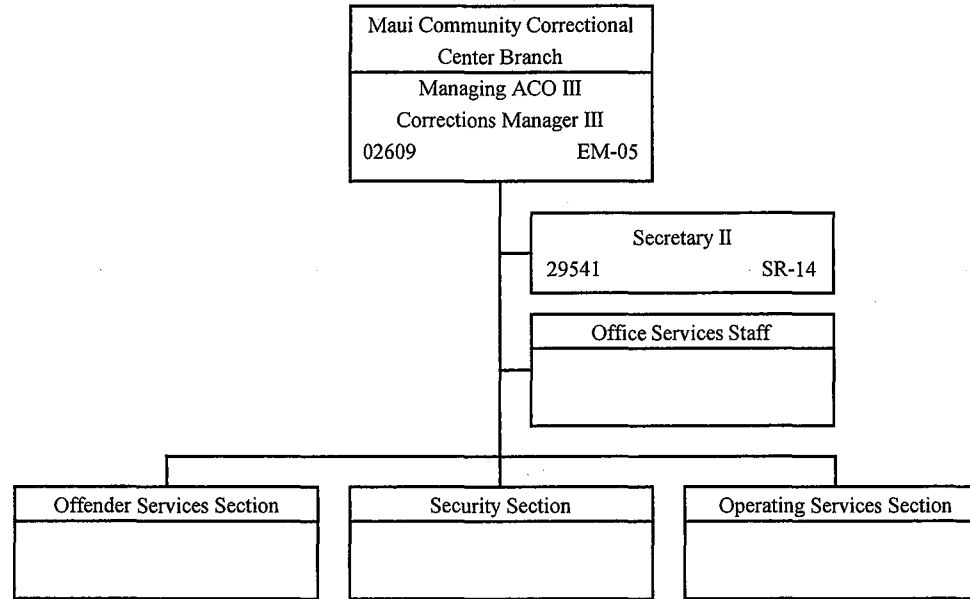 Maui Community Correctional
Center Branch
Managing ACO III
Corrections Manager III
02609 EM-05
Secretary II
29541 SR-14
Office Services Staff
Offender Services Section
Security Section
Operating Services Section